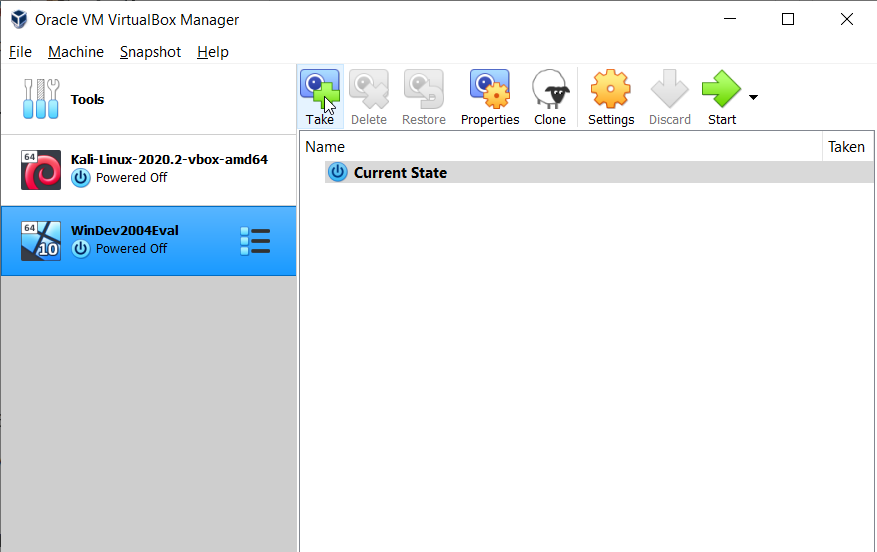 Oracle VM VirtualBox Manager
File Machine Snapshot Help
Tools
Take Delete Restore Properties Clone Settings Discard Start
Name Taken
Current State
64
Kali-Linux-2020.2-vbox-amd64
Powered Off
64
10
WinDev2004Eval
Powered Off